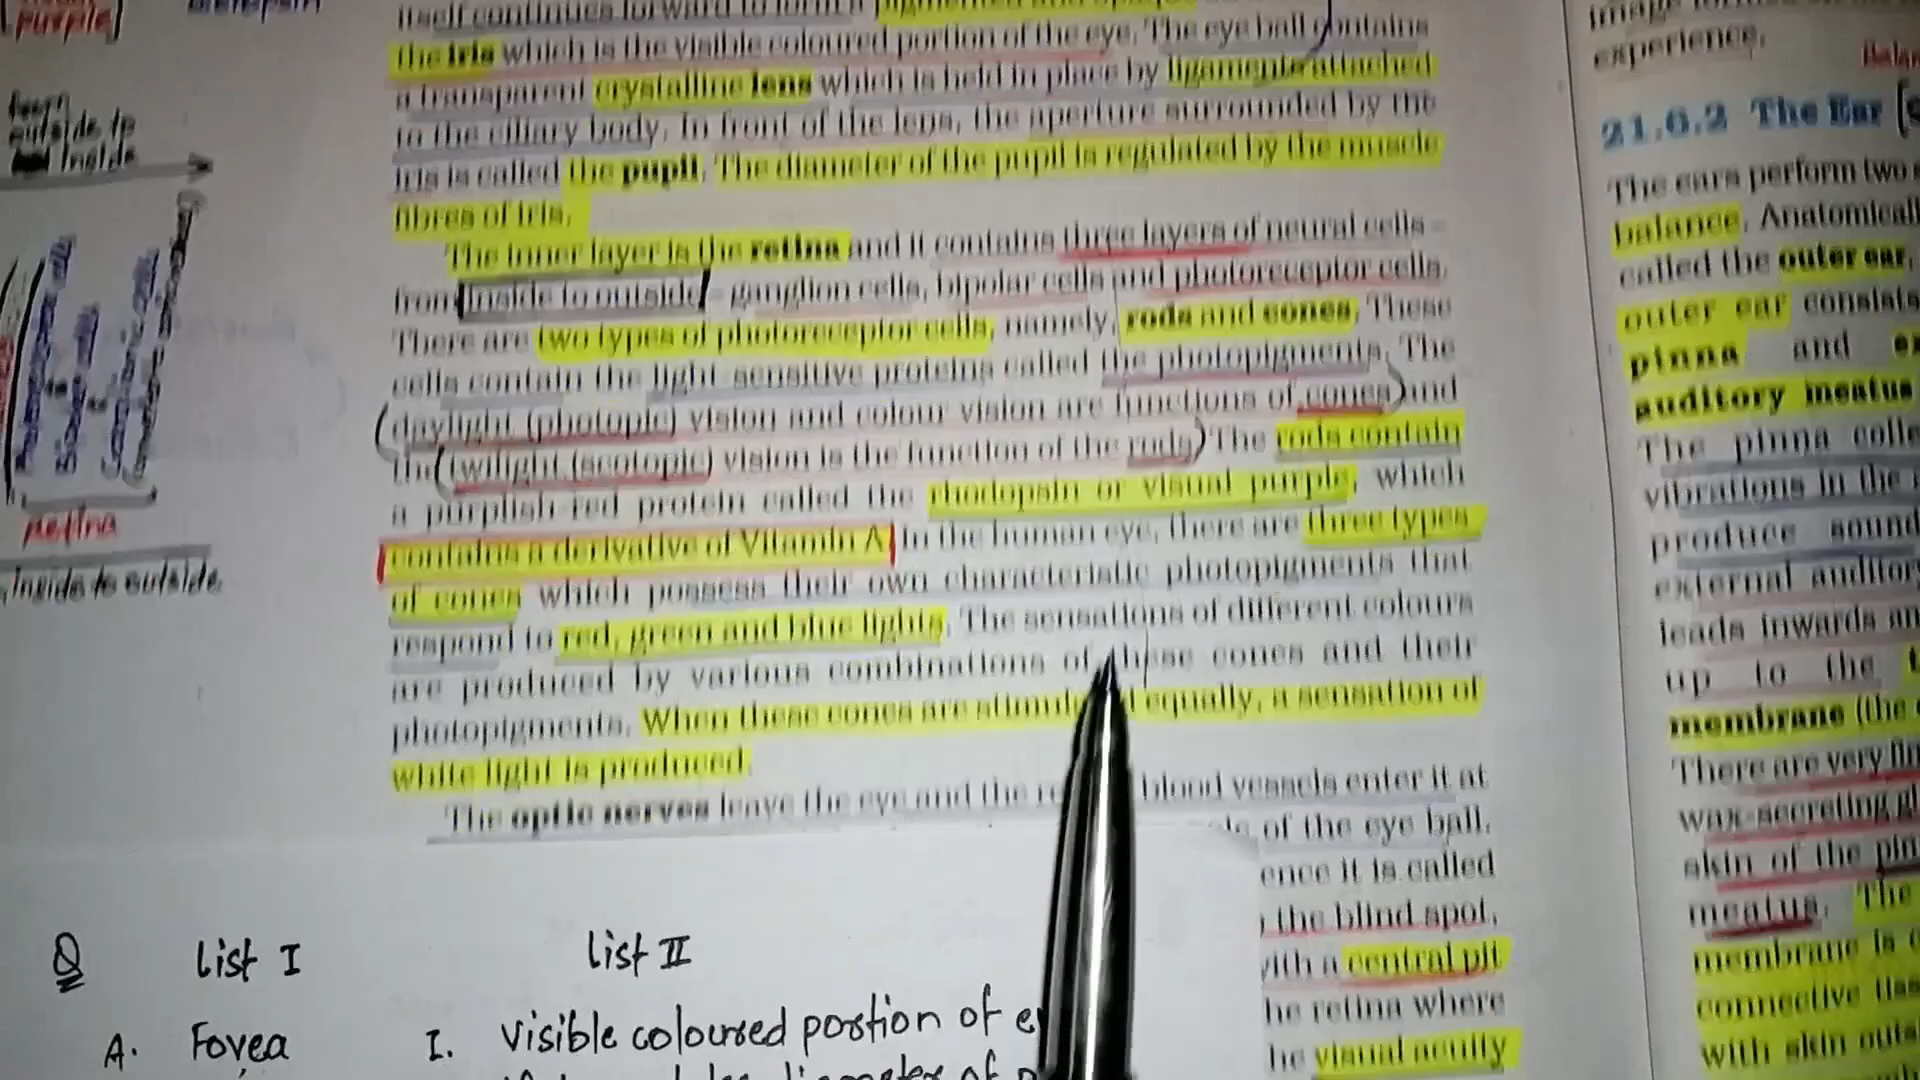 purple]
from
outside to
inside
retina
inside to outside
itself continues forward to form a pigmented and opaque
the iris which is the visible coloured portion of the eye. The eye ball contains
a transparent crystalline lens which is held in place by ligaments attached
to the ciliary body. In front of the lens, the aperture surrounded by the
iris is called the pupil. The diameter of the pupil is regulated by the muscle
fibres of iris.
The inner layer is the retina and it contains three layers of neural cells –
from inside to outside – ganglion cells, bipolar cells and photoreceptor cells.
There are two types of photoreceptor cells, namely, rods and cones. These
cells contain the light-sensitive proteins called the photopigments. The
daylight (photopic) vision and colour vision are functions of cones and
the twilight (scotopic) vision is the function of the rods. The rods contain
a purplish-red protein called the rhodopsin or visual purple, which
contains a derivative of Vitamin A. In the human eye, there are three types
of cones which possess their own characteristic photopigments that
respond to red, green and blue lights. The sensations of different colours
are produced by various combinations of these cones and their
photopigments. When these cones are equally, a sensation of
white light is produced.
The optic nerves leave the eye and the blood vessels enter it at
of the eye ball.
it is called
the blind spot.
with a central pit
the retina where
the visual acuity
Q List I List II
A. Fovea I. Visible coloured portion of
diameter of
image
experience.
21.6.2 The Ear
The ears perform two
balance. Anatomically
called the outer ear,
outer ear consists
pinna and
auditory meatus
The pinna
vibrations in the
produce sound
external auditory
leads inwards
up to the
membrane (the
There are very
wax-secreting
skin of the
meatus. The
membrane is
connective
with skin